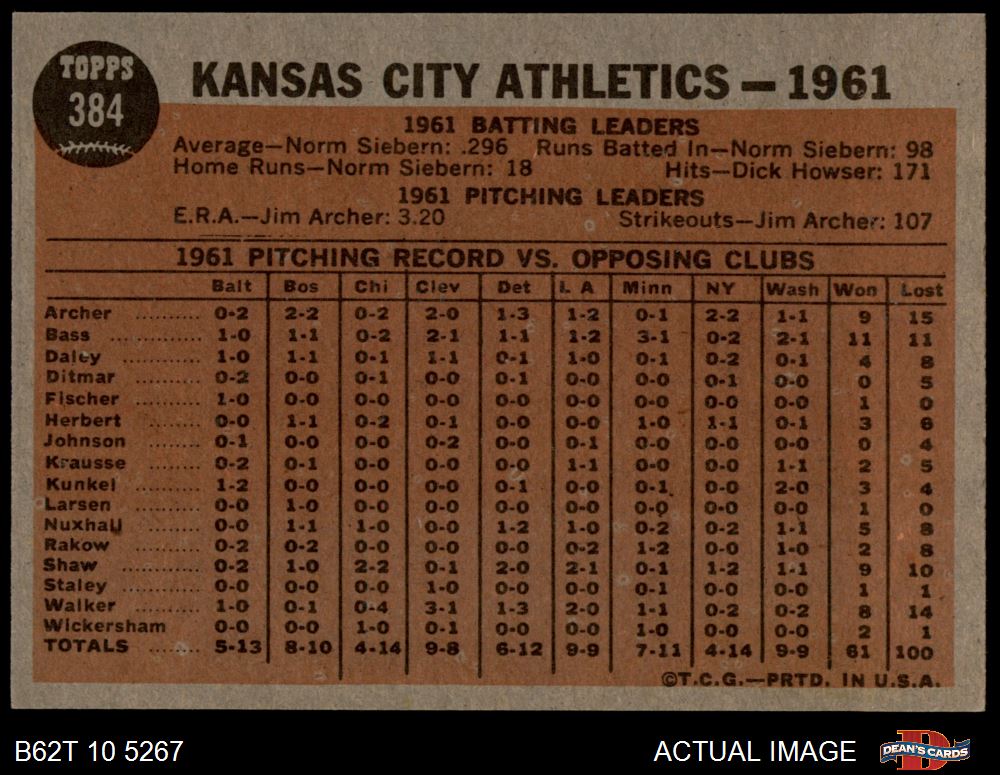 TOPPS
384
KANSAS CITY ATHLETICS — 1961
1961 BATTING LEADERS
Average—Norm Siebern: .296 Runs Batted In—Norm Siebern: 98
Home Runs—Norm Siebern: 18 Hits—Dick Howser: 171
1961 PITCHING LEADERS
E.R.A.—Jim Archer: 3.20 Strikeouts—Jim Archer: 107
1961 PITCHING RECORD VS. OPPOSING CLUBS
Balt Bos Chi Clev Det L A Minn NY Wash Won Lost
Archer .......... 0-2 2-2 0-2 2-0 1-3 1-2 0-1 2-2 1-1 9 15
Bass .............. 1-0 1-1 0-2 2-1 1-1 1-2 3-1 0-2 2-1 11 11
Daley .......... 1-0 1-1 0-1 1-1 0-1 1-0 0-1 0-2 0-1 4 8
Ditmar .......... 0-2 0-0 0-1 0-0 0-1 0-0 0-0 0-1 0-0 0 5
Fischer .......... 1-0 0-0 0-0 0-0 0-0 0-0 0-0 0-0 0-0 1 0
Herbert .......... 0-0 1-1 0-2 0-1 0-0 0-0 1-0 1-1 0-1 3 6
Johnson ........ 0-1 0-0 0-0 0-2 0-0 0-1 0-0 0-0 0-0 0 4
Krausse ........ 0-2 0-1 0-0 0-0 0-0 1-1 0-0 0-0 1-1 2 5
Kunkel .......... 1-2 0-0 0-0 0-0 0-1 0-0 0-1 0-0 2-0 3 4
Larsen .......... 0-0 1-0 0-0 0-0 0-0 0-0 0-0 0-0 0-0 1 0
Nuxhall ........ 0-0 1-1 1-0 0-0 1-2 1-0 0-2 0-2 1-1 5 8
Rakow .......... 0-2 0-2 0-0 0-0 0-0 0-2 1-2 0-0 1-0 2 8
Shaw ............ 0-2 1-0 2-2 0-1 2-0 2-1 0-1 1-2 1-1 9 10
Staley .......... 0-0 0-0 0-0 1-0 0-0 0-0 0-1 0-0 0-0 1 1
Walker .......... 1-0 0-1 0-4 3-1 1-3 2-0 1-1 0-2 0-2 8 14
Wickersham 0-0 0-0 1-0 0-1 0-0 0-0 1-0 0-0 0-0 2 1
TOTALS ........ 5-13 8-10 4-14 9-8 6-12 9-9 7-11 4-14 9-9 61 100
©T.C.G.—PRTD. IN U.S.A.
B62T 10 5267 ACTUAL IMAGE DEAN'S CARDS